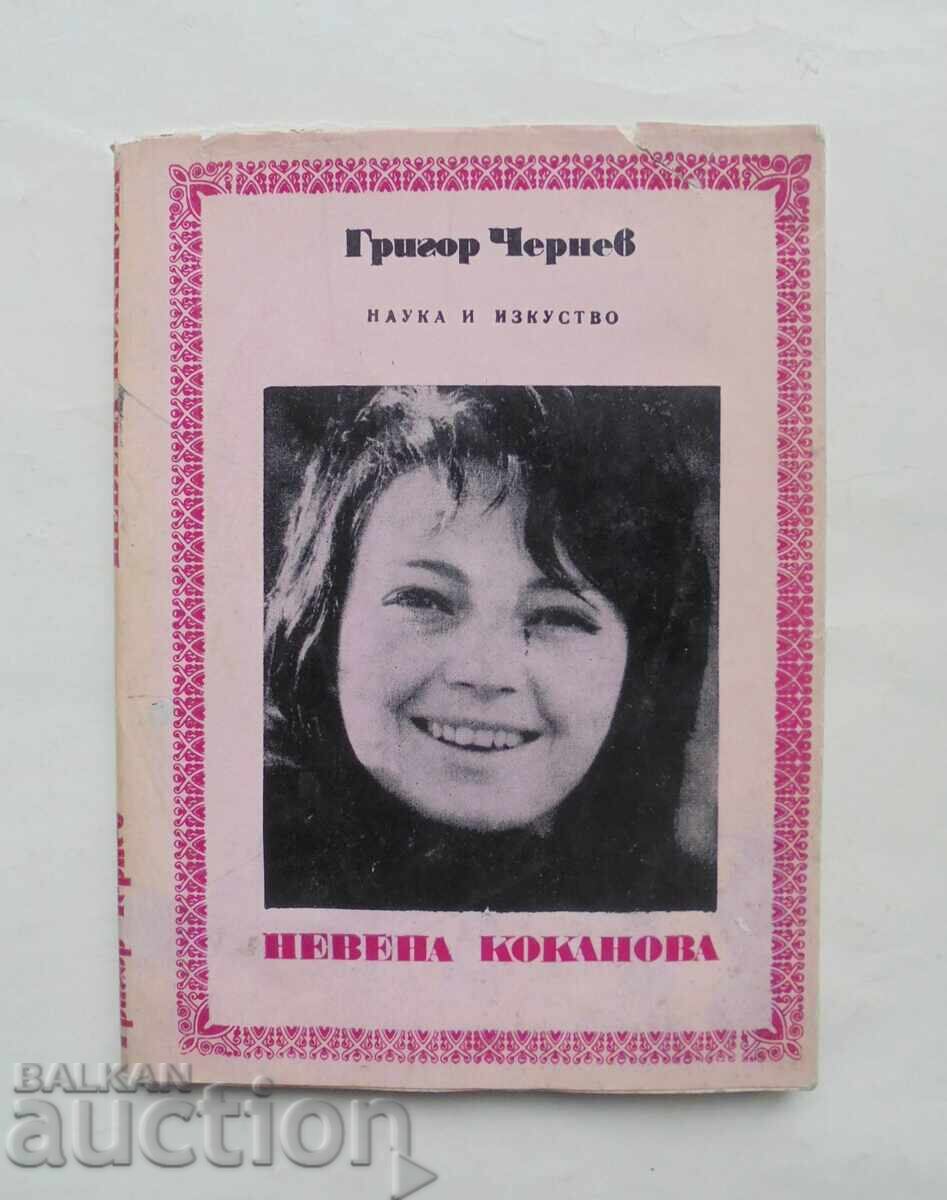 Григор Чернев
НАУКА И ИЗКУСТВО
НЕВЕНА КОКАНОВА
BALKAN
auction